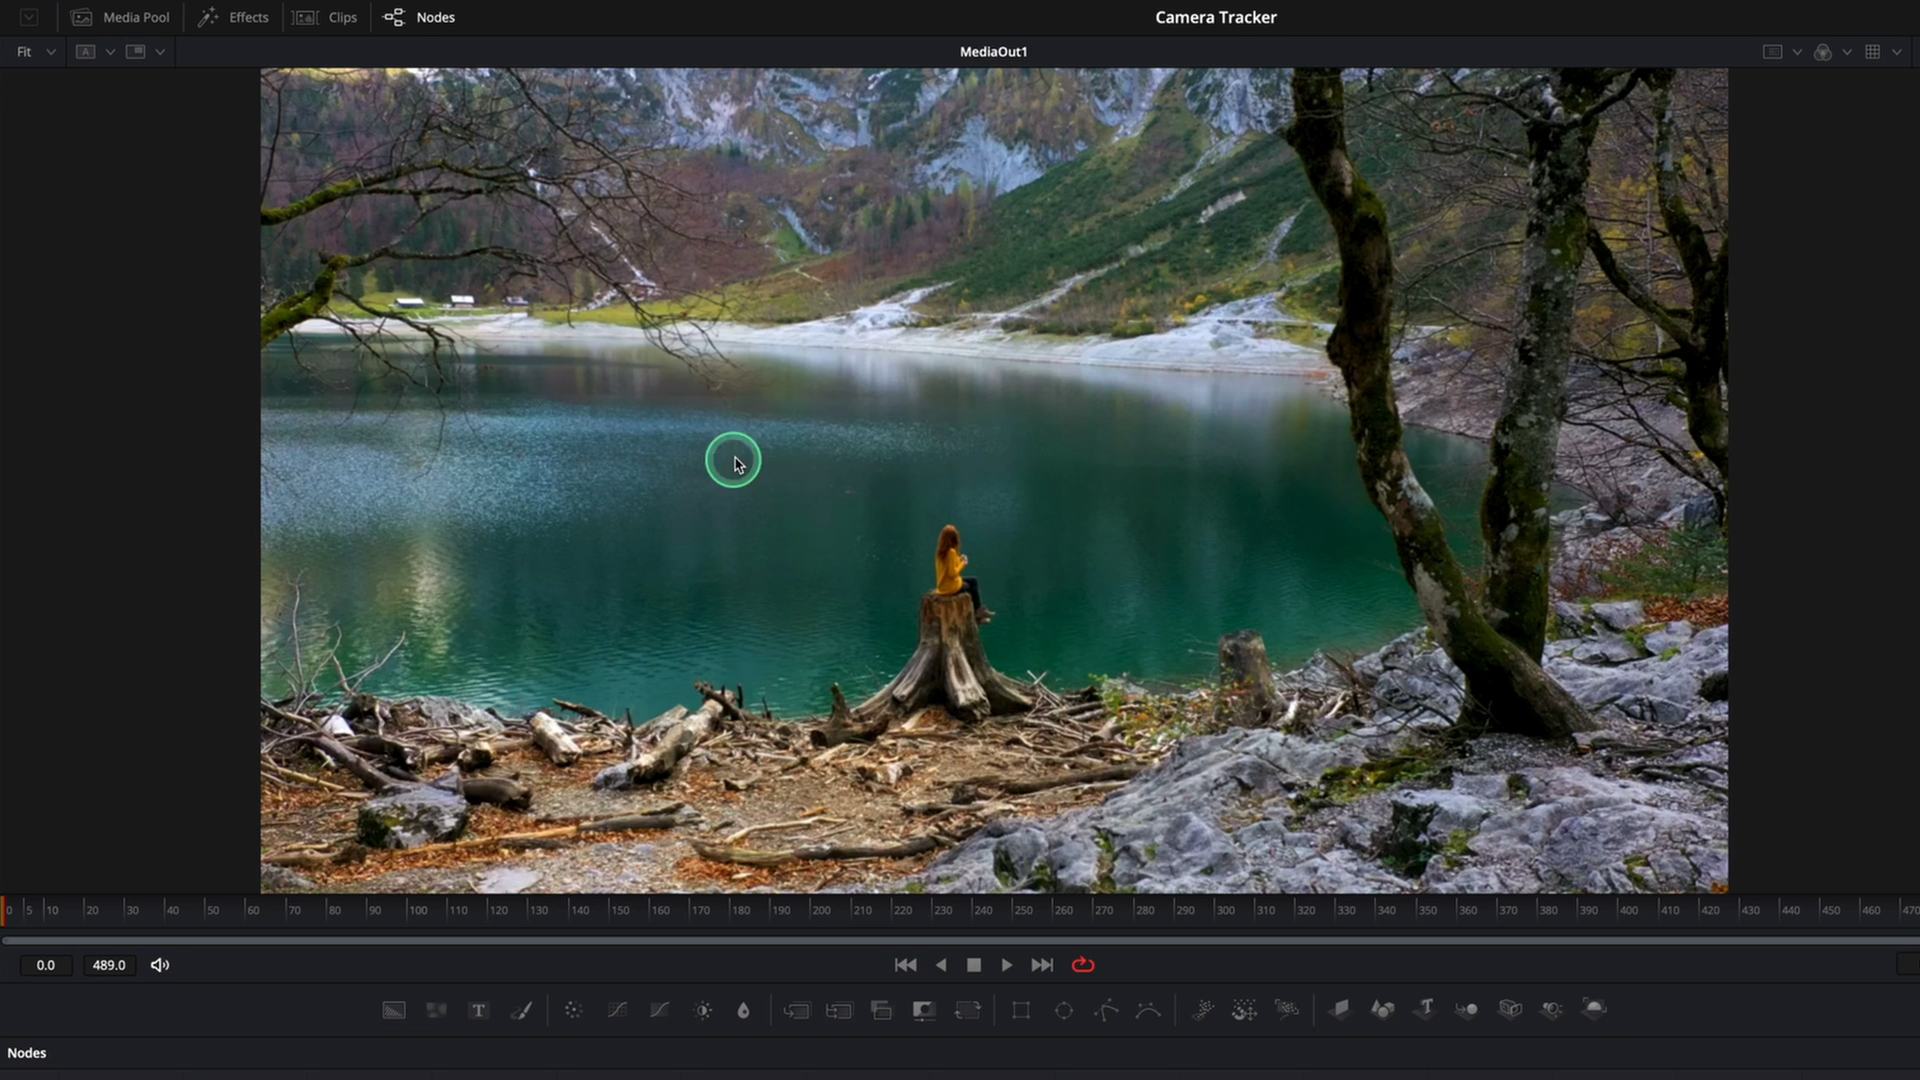 Media Pool Effects Clips Nodes Camera Tracker
Fit A MediaOut1
0 5 10 20 30 40 50 60 70 80 90 100 110 120 130 140 150 160 170 180 190 200 210 220 230 240 250 260 270 280 290 300 310 320 330 340 350 360 370 380 390 400 410 420 430 440 450 460 470
0.0 489.0
T T
Nodes